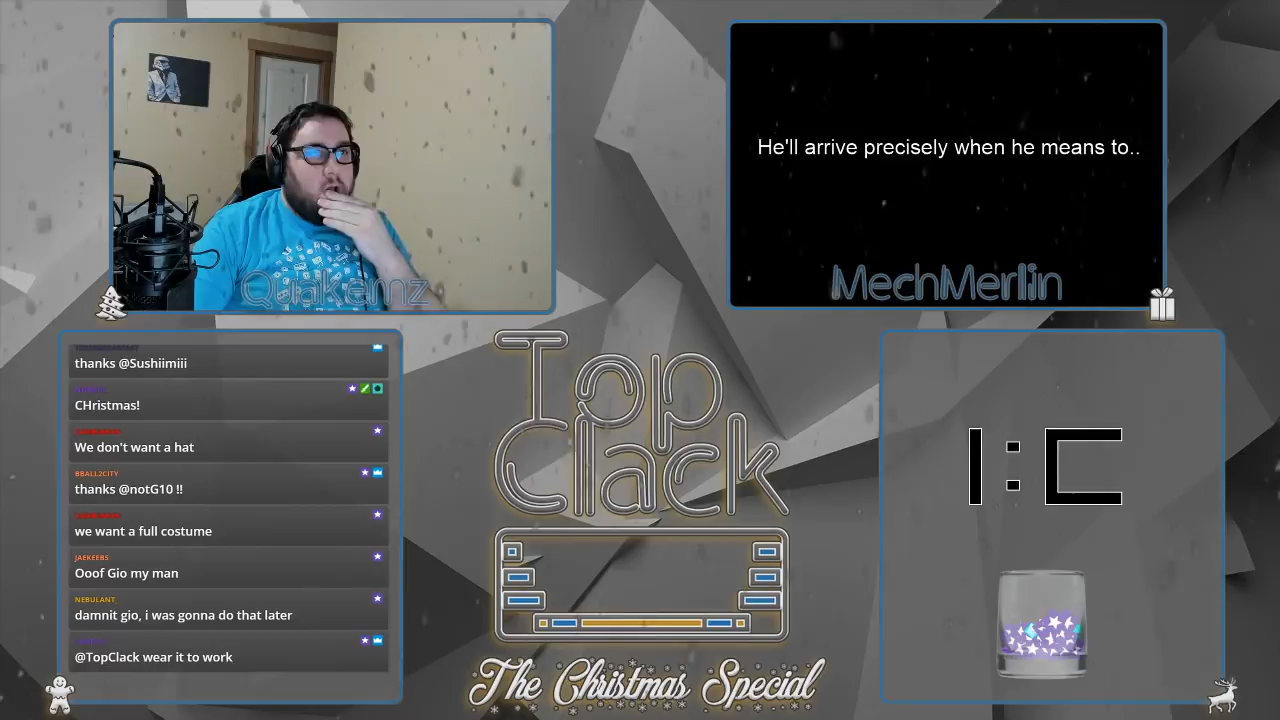 He'll arrive precisely when he means to..
Quakemz
MechMerlin
thanks @Sushiimiii
CHristmas!
We don't want a hat
BBALL2CITY
thanks @notG10 !!
we want a full costume
JAEKEEBS
Ooof Gio my man
NEBULANT_
damnit gio, i was gonna do that later
@TopClack wear it to work
Top
Clack
The Christmas Special